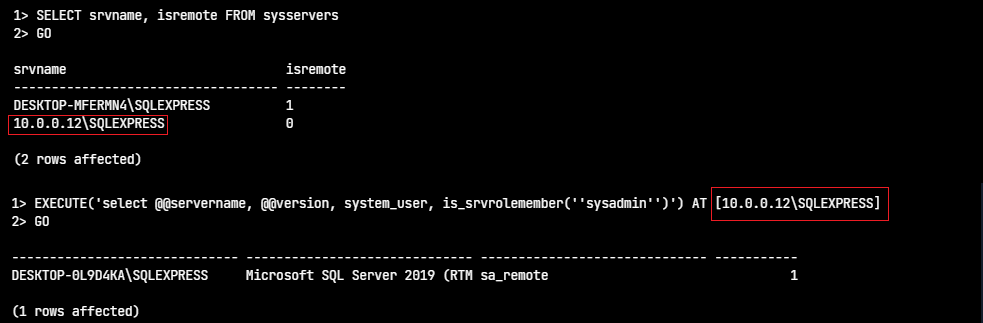 1> SELECT srvname, isremote FROM sysservers
2> GO
srvname                             isremote
----------------------------------- --------
DESKTOP-MFERMN4\SQLEXPRESS          1
10.0.0.12\SQLEXPRESS                0
(2 rows affected)
1> EXECUTE('select @@servername, @@version, system_user, is_srvrolemember(''sysadmin'')') AT [10.0.0.12\SQLEXPRESS]
2> GO
------------------------------ ------------------------------ ------------------------------ -----------
DESKTOP-0L9D4KA\SQLEXPRESS     Microsoft SQL Server 2019 (RTM sa_remote                                1
(1 rows affected)